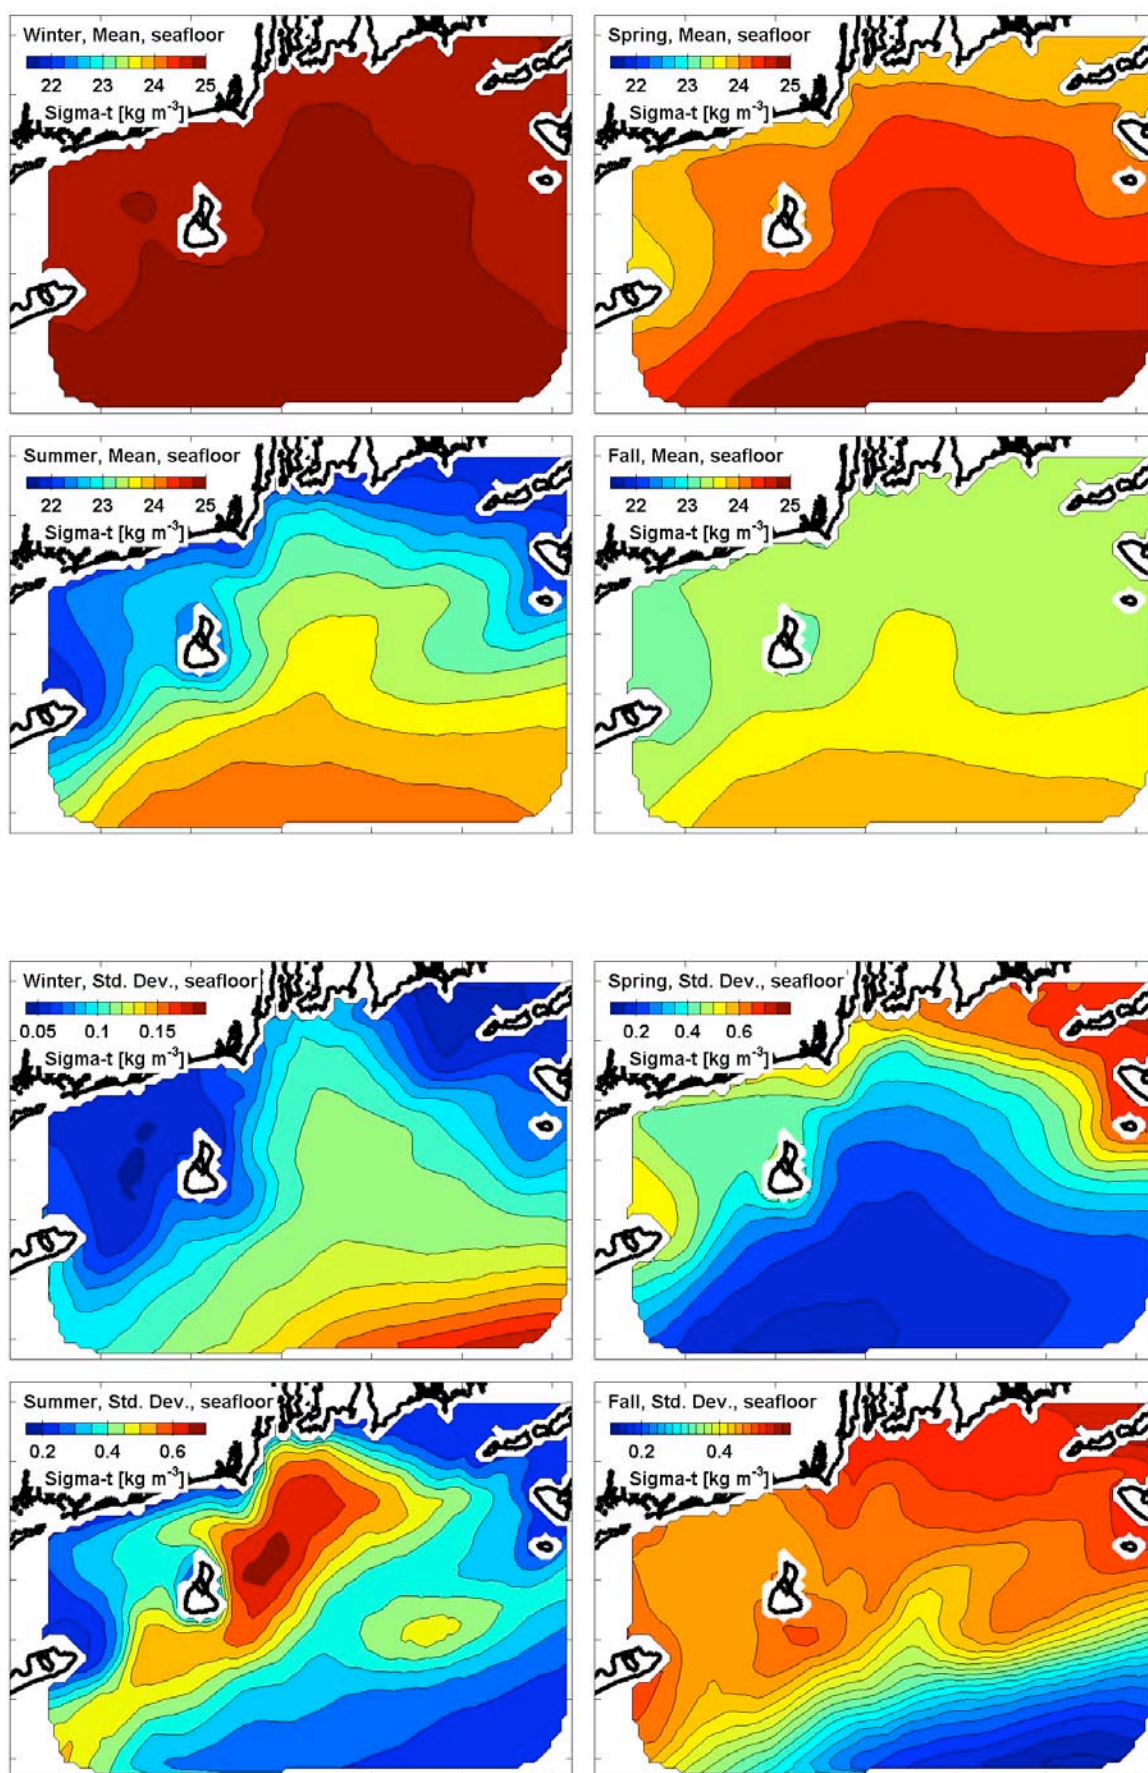 Winter, Mean, seafloor
22 23 24 25
Sigma-t [kg m-3]
Spring, Mean, seafloor
22 23 24 25
Sigma-t [kg m-3]
Summer, Mean, seafloor
22 23 24 25
Sigma-t [kg m-3]
Fall, Mean, seafloor
22 23 24 25
Sigma-t [kg m-3]
Winter, Std. Dev., seafloor
0.05 0.1 0.15
Sigma-t [kg m-3]
Spring, Std. Dev., seafloor
0.2 0.4 0.6
Sigma-t [kg m-3]
Summer, Std. Dev., seafloor
0.2 0.4 0.6
Sigma-t [kg m-3]
Fall, Std. Dev., seafloor
0.2 0.4
Sigma-t [kg m-3]